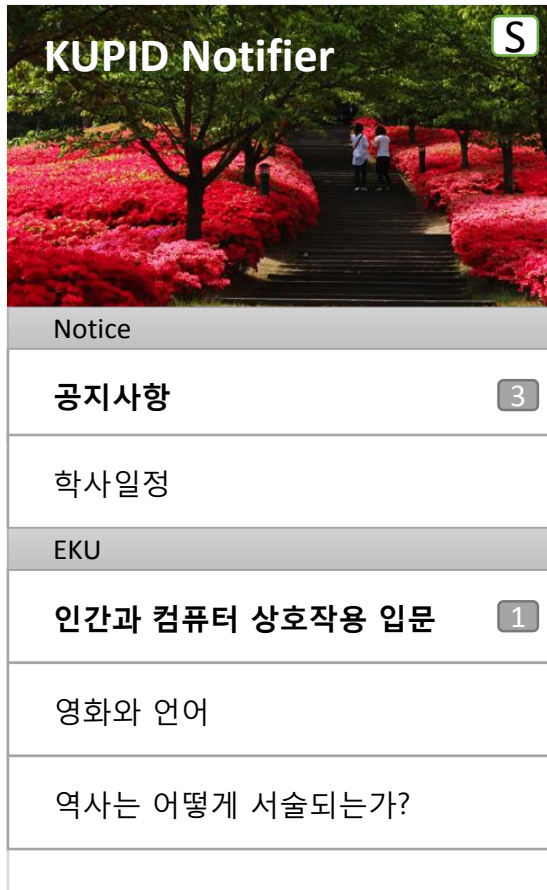 KUPID Notifier
S
Notice
공지사항
3
학사일정
EKU
인간과 컴퓨터 상호작용 입문
1
영화와 언어
역사는 어떻게 서술되는가?